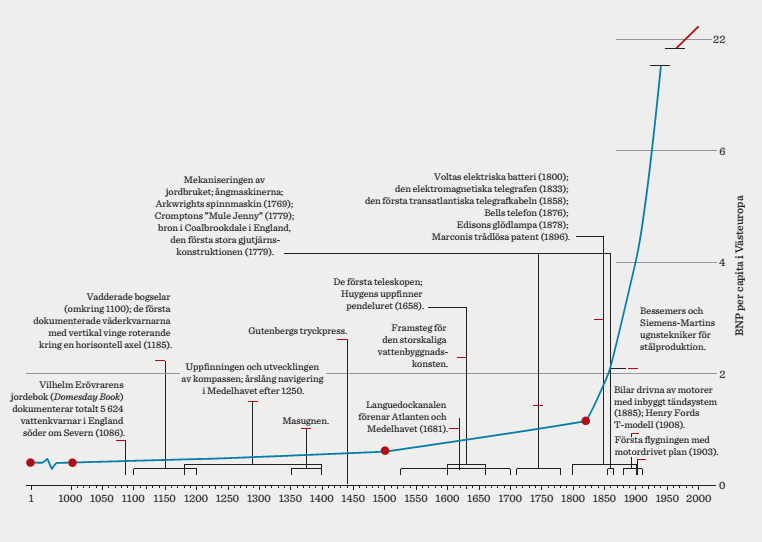 22
6
4
2
0
BNP per capita i Västeuropa
Mekaniseringen av
jordbruket; ångmaskinerna;
Arkwrights spinnmaskin (1769);
Cromptons ”Mule Jenny” (1779);
bron i Coalbrookdale i England,
den första stora gjutjärns-
konstruktionen (1779).
Voltas elektriska batteri (1800);
den elektromagnetiska telegrafen (1833);
den första transatlantiska telegrafkabeln (1858);
Bells telefon (1876);
Edisons glödlampa (1878);
Marconis trådlösa patent (1896).
De första teleskopen;
Huygens uppfinner
pendeluret (1658).
Vadderade bogselar
(omkring 1100); de första
dokumenterade väderkvarnarna
med vertikal vinge roterande
kring en horisontell axel (1185).
Gutenbergs tryckpress.
Framsteg för
den storskaliga
vattenbyggnads-
konsten.
Bessemers och
Siemens-Martins
ugnstekniker för
stålproduktion.
Uppfinningen och utvecklingen
av kompassen; årslång navigering
i Medelhavet efter 1250.
Vilhelm Erövrarens
jordebok (Domesday Book)
dokumenterar totalt 5 624
vattenkvarnar i England
söder om Severn (1086).
Masugnen.
Languedockanalen
förenar Atlanten och
Medelhavet (1681).
Bilar drivna av motorer
med inbyggt tändsystem
(1885); Henry Fords
T-modell (1908).
Första flygningen med
motordrivet plan (1903).
1 1000 1050 1100 1150 1200 1250 1300 1350 1400 1450 1500 1550 1600 1650 1700 1750 1800 1850 1900 1950 2000